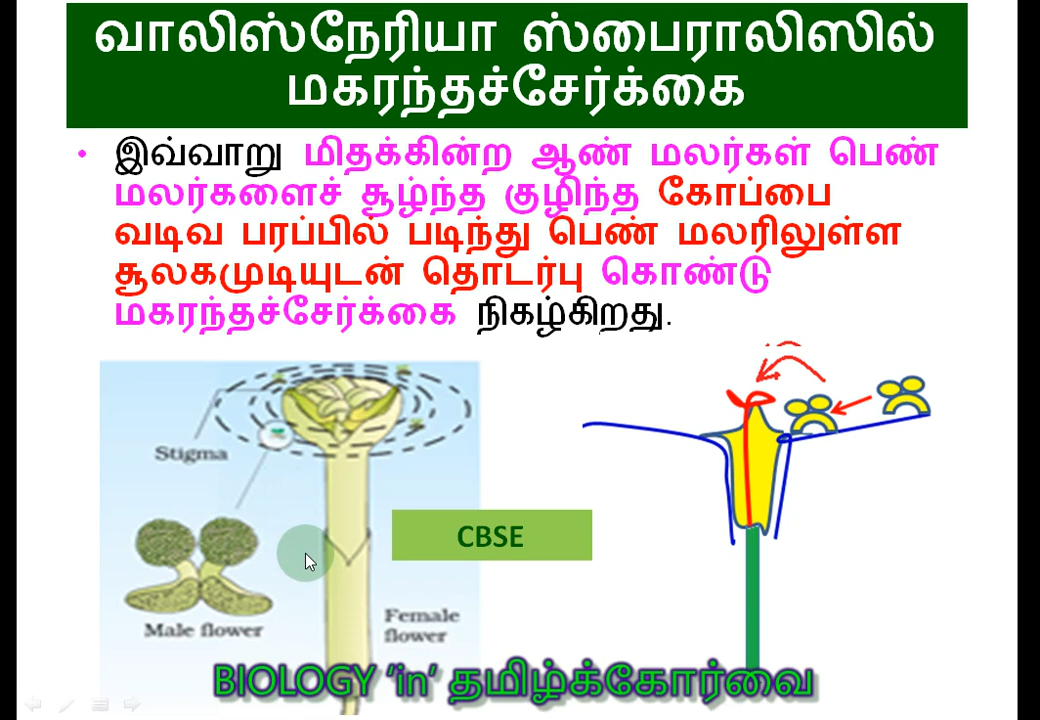 வாலிஸ்நேரியா ஸ்பைராலிஸில்
மகரந்தச்சேர்க்கை
• இவ்வாறு மிதக்கின்ற ஆண் மலர்கள் பெண்
மலர்களைச் சூழ்ந்த குழிந்த கோப்பை
வடிவ பரப்பில் படிந்து பெண் மலரிலுள்ள
சூலகமுடியுடன் தொடர்பு கொண்டு
மகரந்தச்சேர்க்கை நிகழ்கிறது.
Stigma
CBSE
Male flower
Female
flower
BIOLOGY 'in' தமிழ்க்கோர்வை